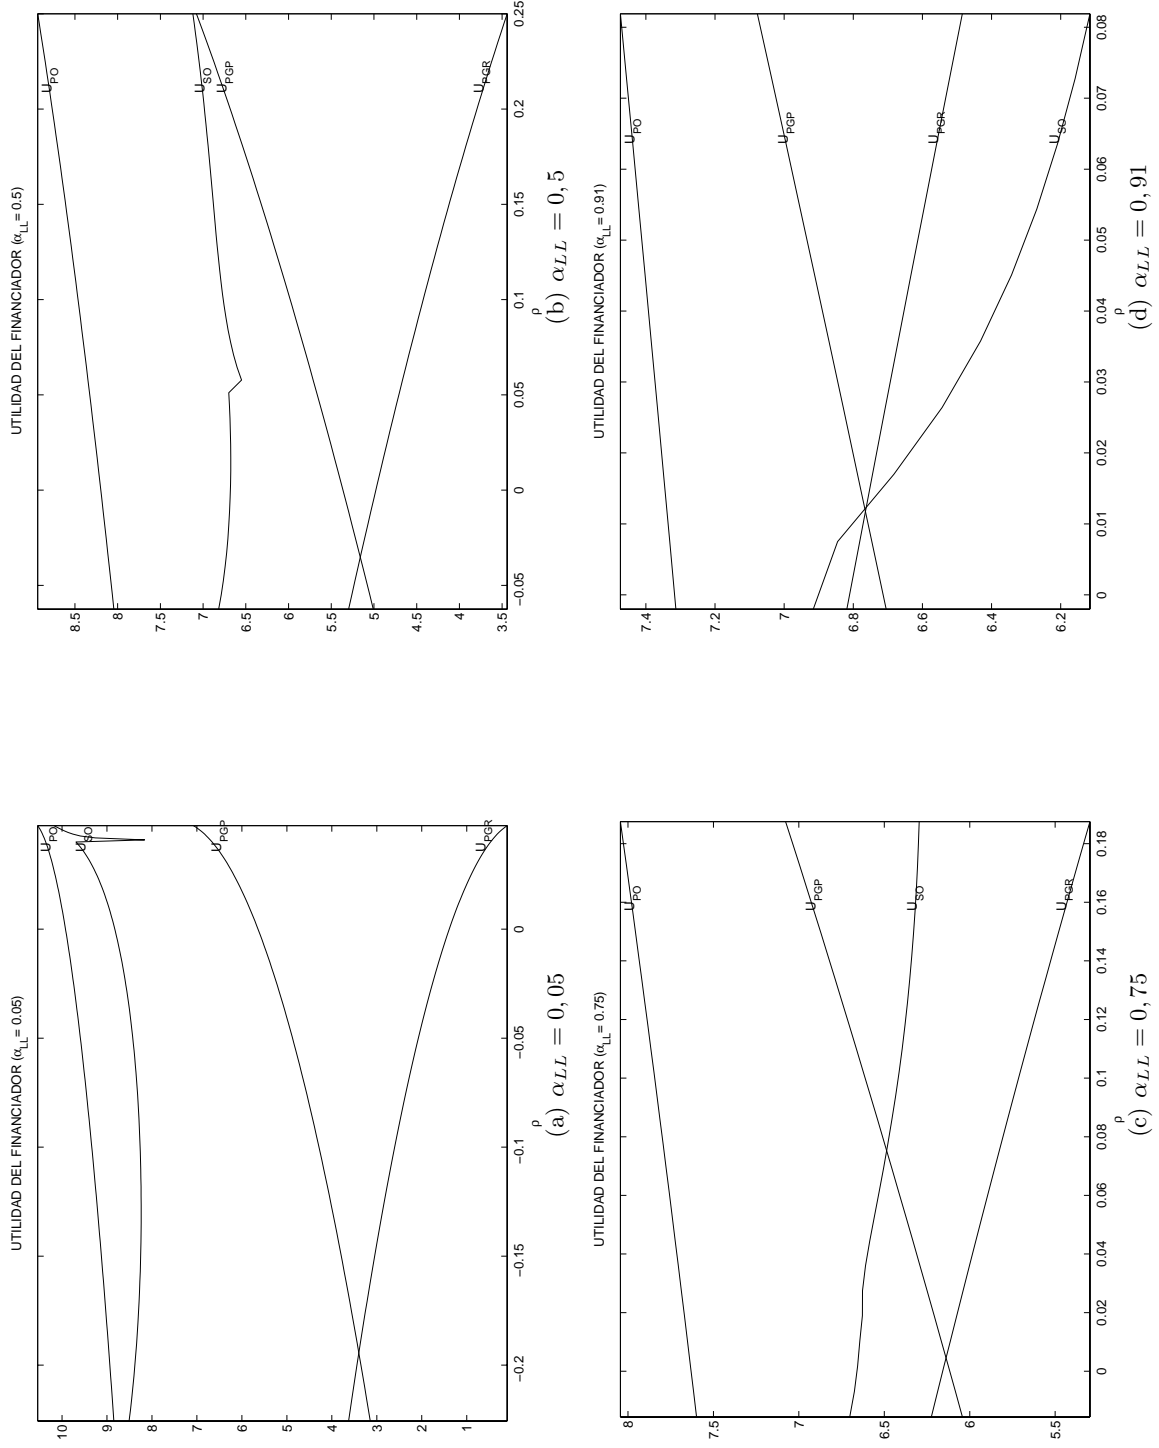 UTILIDAD DEL FINANCIADOR (α_LL= 0.05)
10
9
8
7
6
5
4
3
2
1
U_PO
U_SO
U_PGP
U_PGR
−0.2
−0.15
−0.1
−0.05
0
ρ
(a) α_LL = 0,05
UTILIDAD DEL FINANCIADOR (α_LL= 0.5)
8.5
8
7.5
7
6.5
6
5.5
5
4.5
4
3.5
U_PO
U_SO
U_PGP
U_PGR
−0.05
0
0.05
0.1
0.15
0.2
0.25
ρ
(b) α_LL = 0,5
UTILIDAD DEL FINANCIADOR (α_LL= 0.75)
8
7.5
7
6.5
6
5.5
U_PO
U_PGP
U_SO
U_PGR
0
0.02
0.04
0.06
0.08
0.1
0.12
0.14
0.16
0.18
ρ
(c) α_LL = 0,75
UTILIDAD DEL FINANCIADOR (α_LL= 0.91)
7.4
7.2
7
6.8
6.6
6.4
6.2
U_PO
U_PGP
U_PGR
U_SO
0
0.01
0.02
0.03
0.04
0.05
0.06
0.07
0.08
ρ
(d) α_LL = 0,91